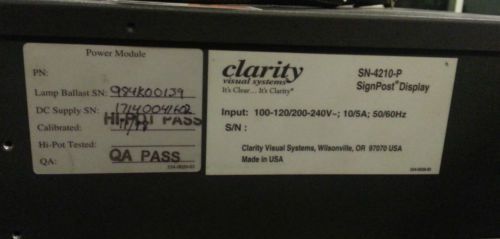 Power Module
PN:
Lamp Ballast SN: 984K00139
DC Supply SN: 17140041602
HI-POT PASS
Calibrated:
Hi-Pot Tested:
QA: QA PASS
clarity
visual systems
It's Clear... It's Clarity®
SN-4210-P
SignPost® Display
Input: 100-120/200-240V~; 10/5A; 50/60Hz
S/N :
Clarity Visual Systems, Wilsonville, OR 97070 USA
Made in USA